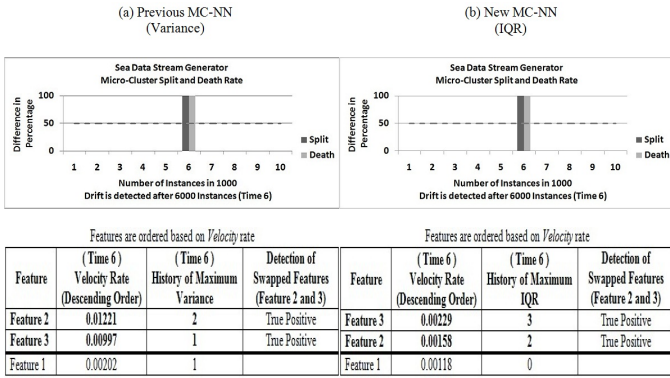 (a) Previous MC-NN
(Variance)
Sea Data Stream Generator
Micro-Cluster Split and Death Rate
Difference in
Percentage
100
50
0
1 2 3 4 5 6 7 8 9 10
Split
Death
Number of Instances in 1000
Drift is detected after 6000 Instances (Time 6)
Features are ordered based on Velocity rate
Feature
( Time 6 )
Velocity Rate
(Descending Order)
( Time 6 )
History of Maximum
Variance
Detection of
Swapped Features
(Feature 2 and 3)
Feature 2 0.01221 2 True Positive
Feature 3 0.00997 1 True Positive
Feature 1 0.00202 1
(b) New MC-NN
(IQR)
Sea Data Stream Generator
Micro-Cluster Split and Death Rate
Difference in
Percentage
100
50
0
1 2 3 4 5 6 7 8 9 10
Split
Death
Number of Instances in 1000
Drift is detected after 6000 Instances (Time 6)
Features are ordered based on Velocity rate
Feature
( Time 6 )
Velocity Rate
(Descending Order)
( Time 6 )
History of Maximum
IQR
Detection of
Swapped Features
(Feature 2 and 3)
Feature 3 0.00229 3 True Positive
Feature 2 0.00158 2 True Positive
Feature 1 0.00118 0